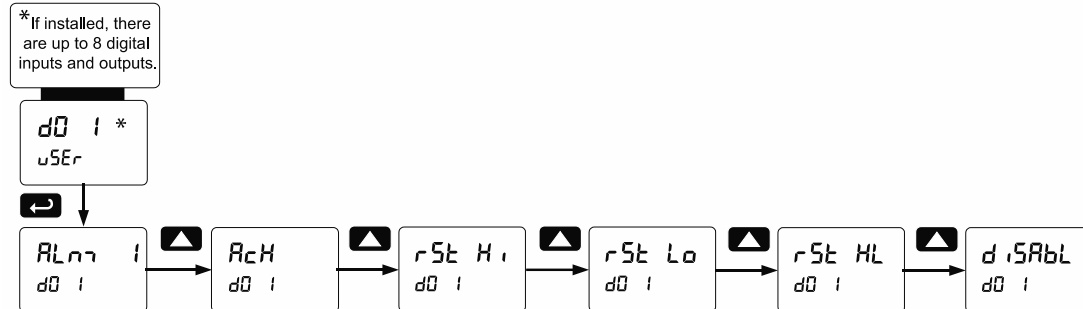 *If installed, there
are up to 8 digital
inputs and outputs.
dO 1 *
uSEr
ALm 1
dO 1
AcK
dO 1
rSt Hi
dO 1
rSt Lo
dO 1
rSt HL
dO 1
diSAbL
dO 1